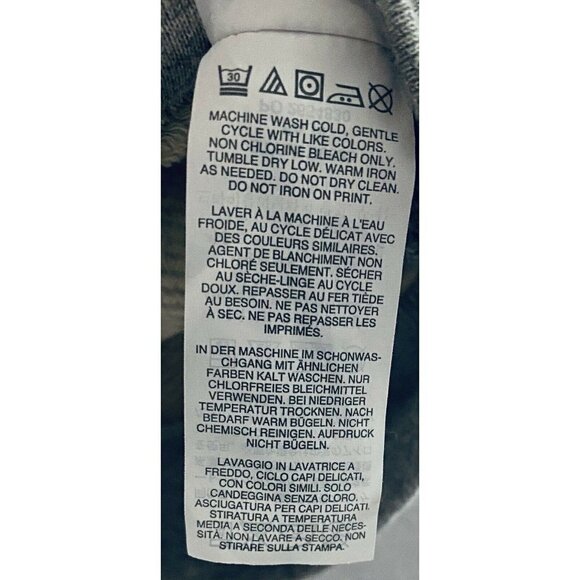 30
MACHINE WASH COLD, GENTLE
CYCLE WITH LIKE COLORS.
NON CHLORINE BLEACH ONLY.
TUMBLE DRY LOW. WARM IRON
AS NEEDED. DO NOT DRY CLEAN.
DO NOT IRON ON PRINT.
LAVER À LA MACHINE À L'EAU
FROIDE, AU CYCLE DÉLICAT AVEC
DES COULEURS SIMILAIRES.
AGENT DE BLANCHIMENT NON
CHLORÉ SEULEMENT. SÉCHER
AU SÈCHE-LINGE AU CYCLE
DOUX. REPASSER AU FER TIÈDE
AU BESOIN. NE PAS NETTOYER
À SEC. NE PAS REPASSER LES
IMPRIMÉS.
IN DER MASCHINE IM SCHONWAS-
CHGANG MIT ÄHNLICHEN
FARBEN KALT WASCHEN. NUR
CHLORFREIES BLEICHMITTEL
VERWENDEN. BEI NIEDRIGER
TEMPERATUR TROCKNEN. NACH
BEDARF WARM BÜGELN. NICHT
CHEMISCH REINIGEN. AUFDRUCK
NICHT BÜGELN.
LAVAGGIO IN LAVATRICE A
FREDDO, CICLO CAPI DELICATI,
CON COLORI SIMILI. SOLO
CANDEGGINA SENZA CLORO.
ASCIUGATURA PER CAPI DELICATI.
STIRATURA A TEMPERATURA
MEDIA A SECONDA DELLE NECES-
SITÀ. NON LAVARE A SECCO. NON
STIRARE SULLA STAMPA.